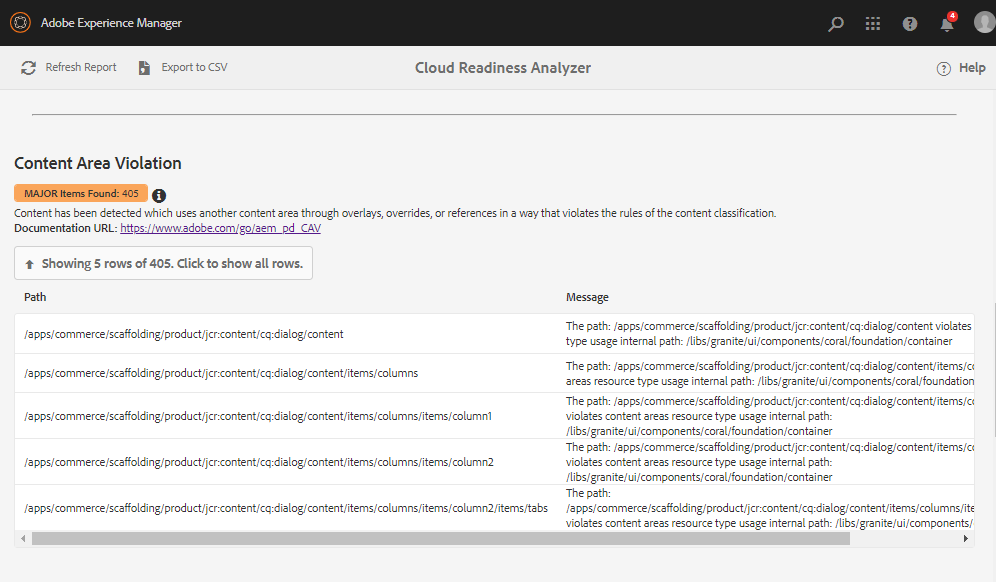 Adobe Experience Manager
4
Refresh Report
Export to CSV
Cloud Readiness Analyzer
Help
Content Area Violation
MAJOR Items Found: 405
Content has been detected which uses another content area through overlays, overrides, or references in a way that violates the rules of the content classification.
Documentation URL: https://www.adobe.com/go/aem_pd_CAV
Showing 5 rows of 405. Click to show all rows.
Path
Message
/apps/commerce/scaffolding/product/jcr:content/cq:dialog/content
The path: /apps/commerce/scaffolding/product/jcr:content/cq:dialog/content violates
type usage internal path: /libs/granite/ui/components/coral/foundation/container
/apps/commerce/scaffolding/product/jcr:content/cq:dialog/content/items/columns
The path: /apps/commerce/scaffolding/product/jcr:content/cq:dialog/content/items/co
areas resource type usage internal path: /libs/granite/ui/components/coral/foundation
/apps/commerce/scaffolding/product/jcr:content/cq:dialog/content/items/columns/items/column1
The path: /apps/commerce/scaffolding/product/jcr:content/cq:dialog/content/items/co
violates content areas resource type usage internal path:
/libs/granite/ui/components/coral/foundation/container
/apps/commerce/scaffolding/product/jcr:content/cq:dialog/content/items/columns/items/column2
The path: /apps/commerce/scaffolding/product/jcr:content/cq:dialog/content/items/co
violates content areas resource type usage internal path:
/libs/granite/ui/components/coral/foundation/container
/apps/commerce/scaffolding/product/jcr:content/cq:dialog/content/items/columns/items/column2/items/tabs
The path:
/apps/commerce/scaffolding/product/jcr:content/cq:dialog/content/items/columns/ite
violates content areas resource type usage internal path: /libs/granite/ui/components/